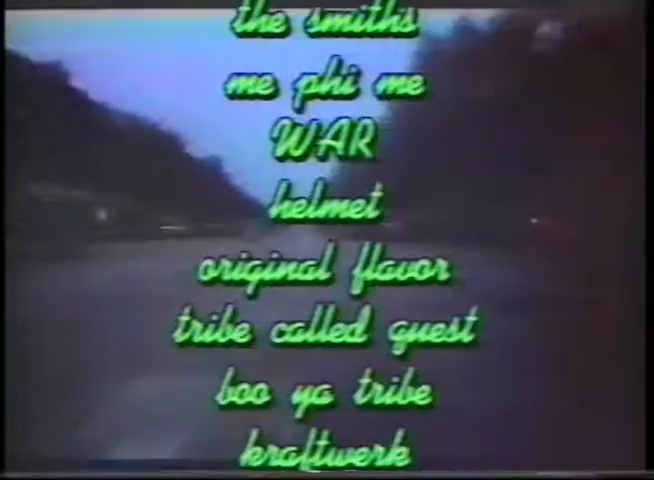 the smiths
me phi me
WAR
helmet
original flavor
tribe called quest
boo ya tribe
kraftwerk